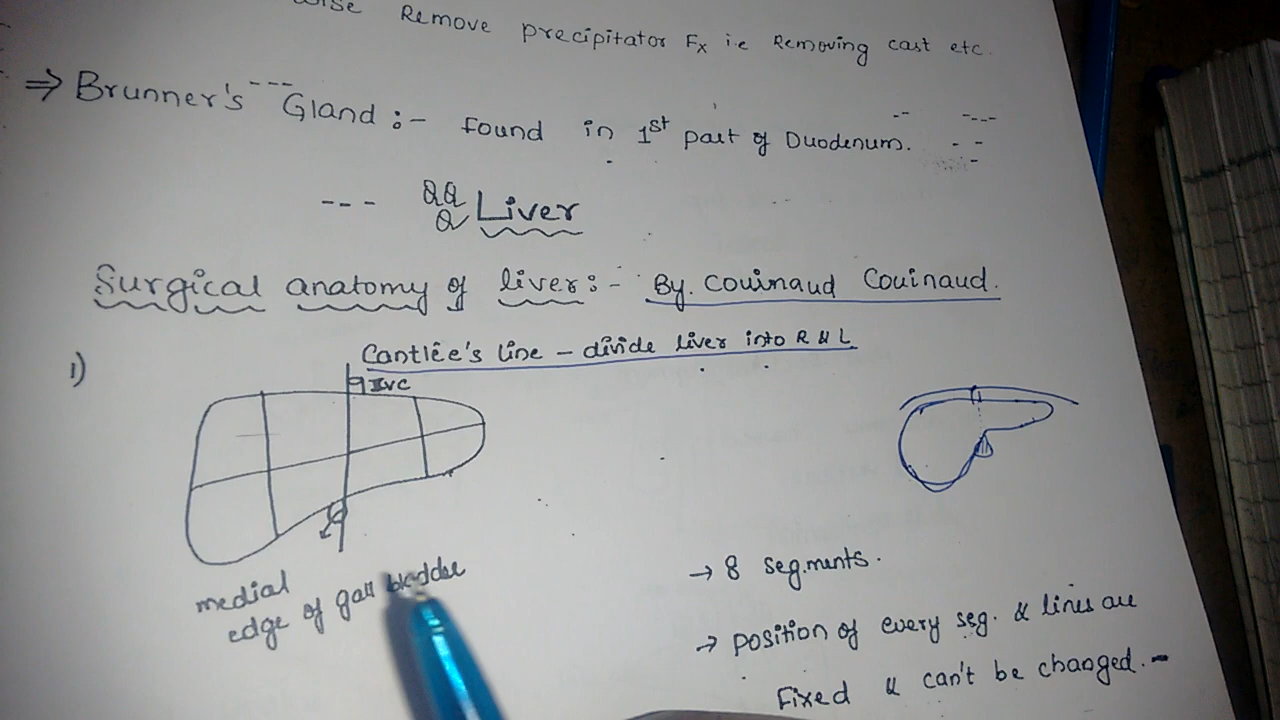 Remove precipitator Fx i.e Removing cast etc.
⇒ Brunner's Gland :- found in 1st part of Duodenum.
QQ
Q Liver
Surgical anatomy of liver :- By. Couinaud Couinaud.
1) Cantlèe's line - divide liver into R & L
IVC
medial
edge of gall bladder
→ 8 segments.
→ position of every seg. & lines are
Fixed & can't be changed.-